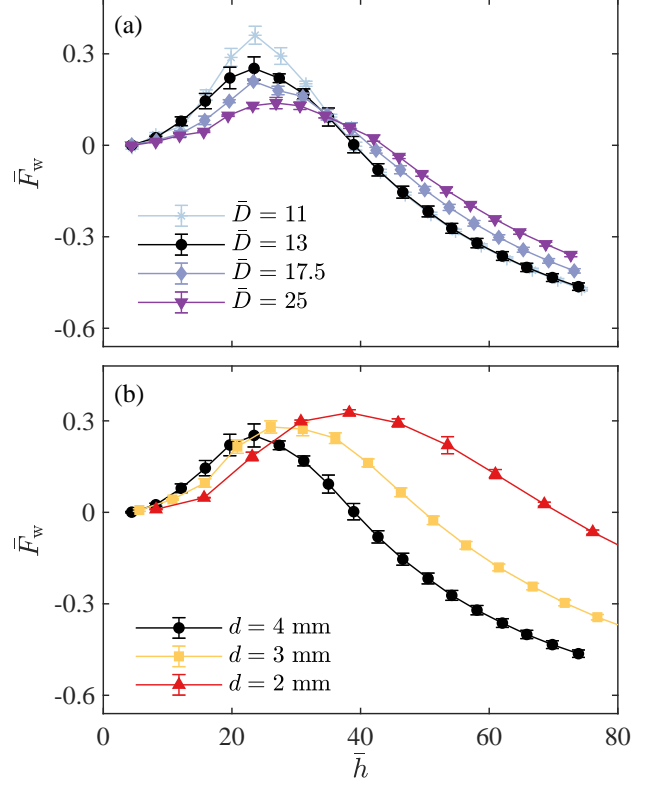 (a)
0.3
0
-0.3
-0.6
F̄w
D̄ = 11
D̄ = 13
D̄ = 17.5
D̄ = 25
(b)
0.3
0
-0.3
-0.6
F̄w
d = 4 mm
d = 3 mm
d = 2 mm
0 20 40 60 80
h̄